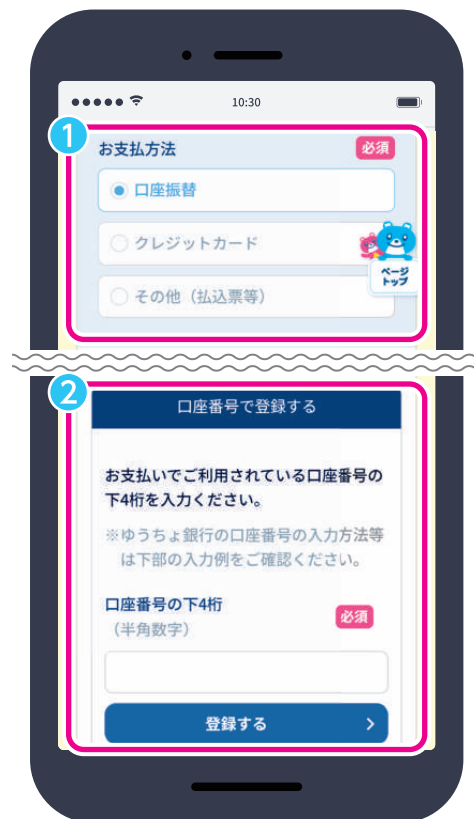 10:30
1
お支払方法
必須
口座振替
クレジットカード
その他（払込票等）
ページ
トップ
2
口座番号で登録する
お支払いでご利用されている口座番号の
下4桁を入力ください。
※ゆうちょ銀行の口座番号の入力方法等
は下部の入力例をご確認ください。
口座番号の下4桁
必須
（半角数字）
登録する